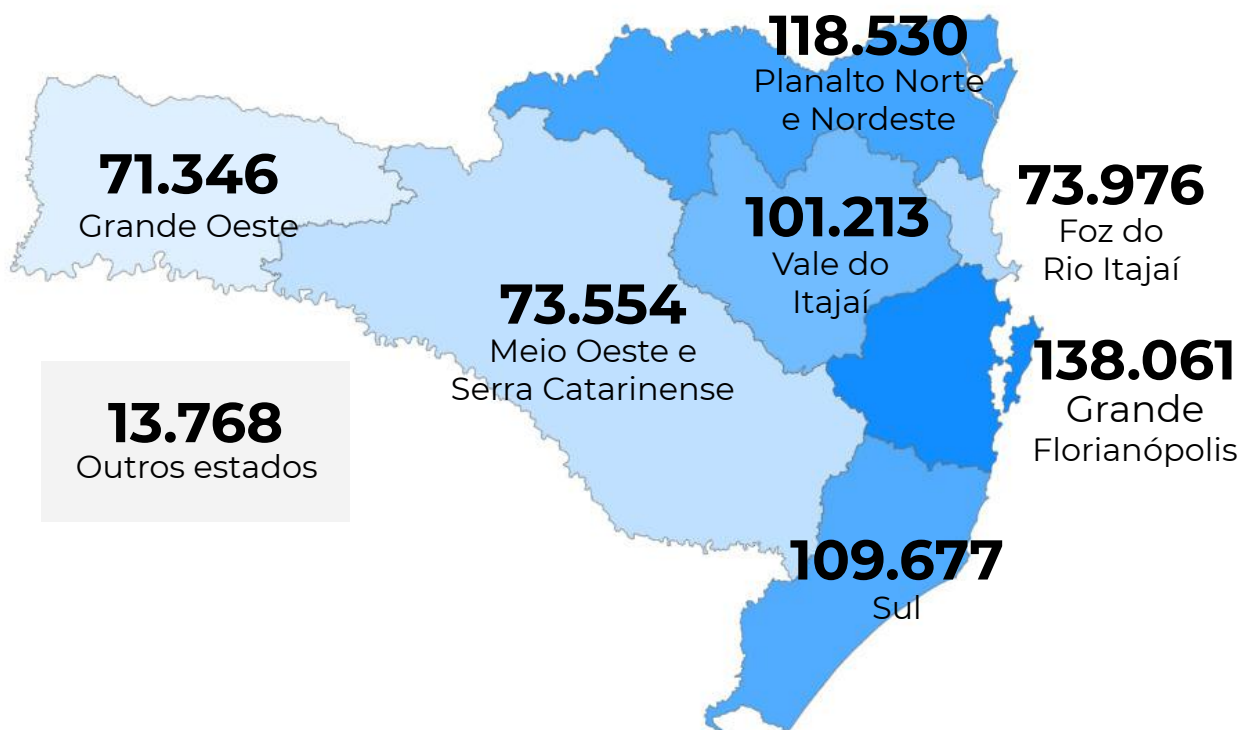 118.530
Planalto Norte
e Nordeste
71.346
Grande Oeste
101.213
Vale do
Itajaí
73.976
Foz do
Rio Itajaí
73.554
Meio Oeste e
Serra Catarinense
138.061
Grande
Florianópolis
13.768
Outros estados
109.677
Sul